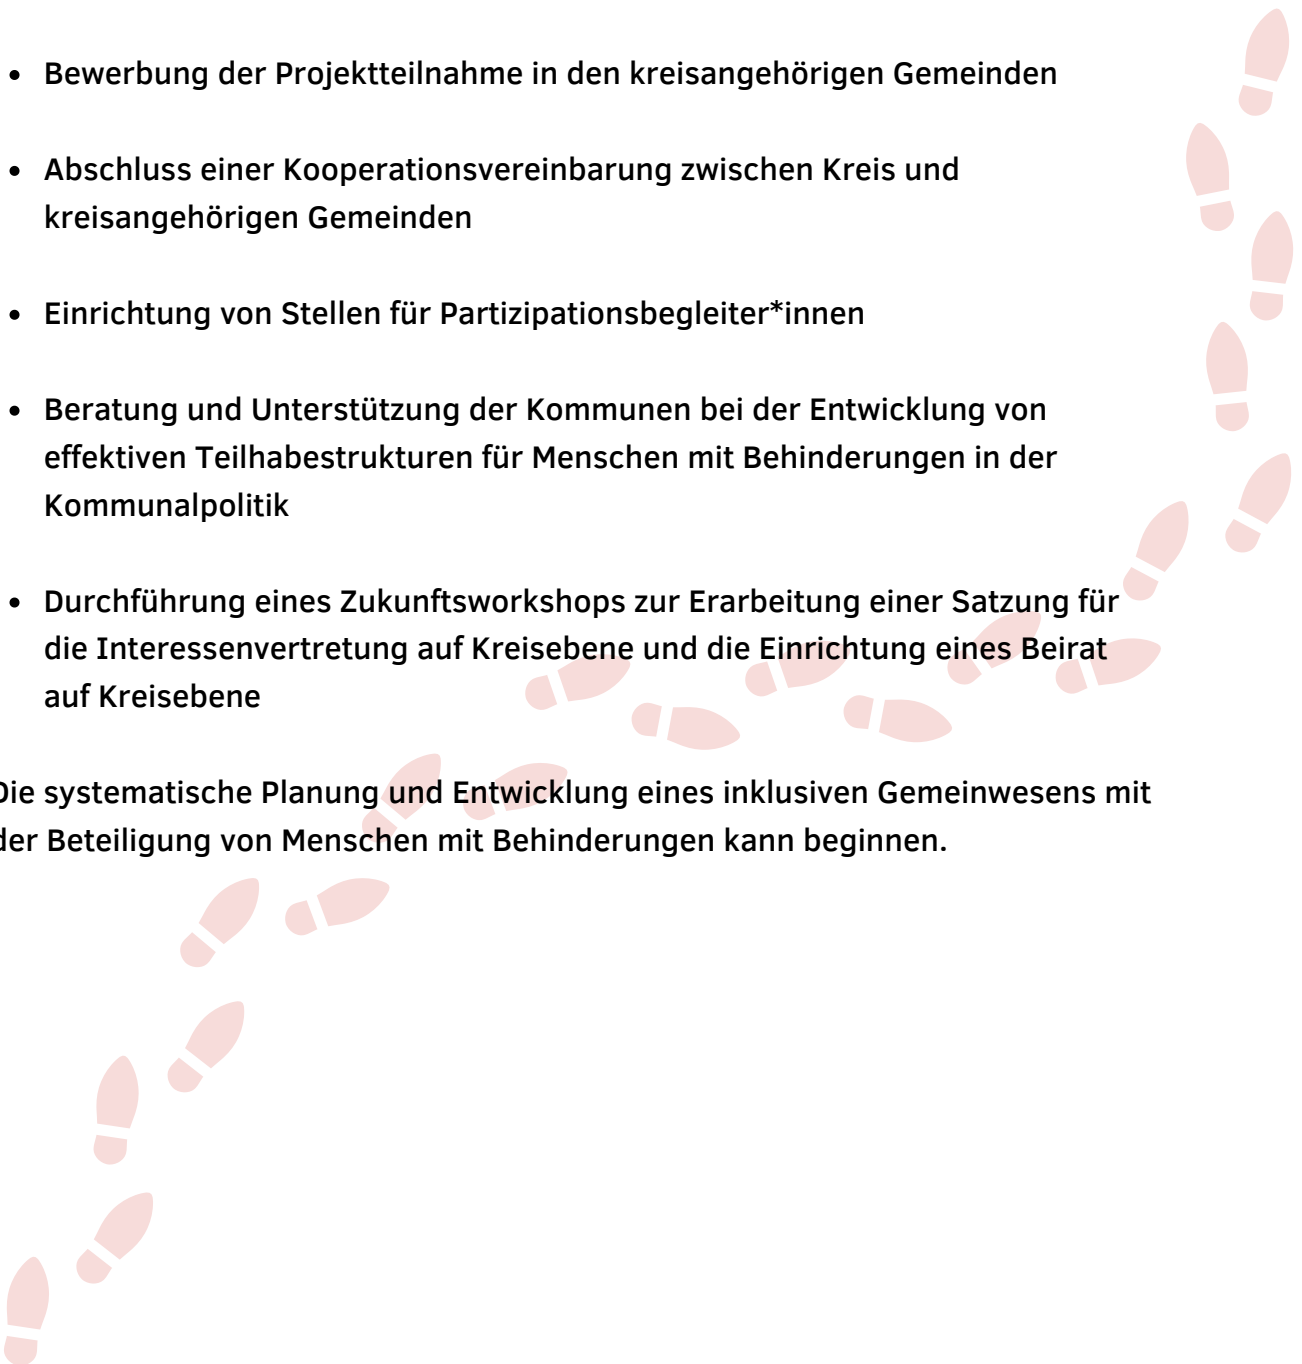 • Bewerbung der Projektteilnahme in den kreisangehörigen Gemeinden
• Abschluss einer Kooperationsvereinbarung zwischen Kreis und
kreisangehörigen Gemeinden
• Einrichtung von Stellen für Partizipationsbegleiter*innen
• Beratung und Unterstützung der Kommunen bei der Entwicklung von
effektiven Teilhabestrukturen für Menschen mit Behinderungen in der
Kommunalpolitik
• Durchführung eines Zukunftsworkshops zur Erarbeitung einer Satzung für
die Interessenvertretung auf Kreisebene und die Einrichtung eines Beirat
auf Kreisebene
Die systematische Planung und Entwicklung eines inklusiven Gemeinwesens mit
der Beteiligung von Menschen mit Behinderungen kann beginnen.